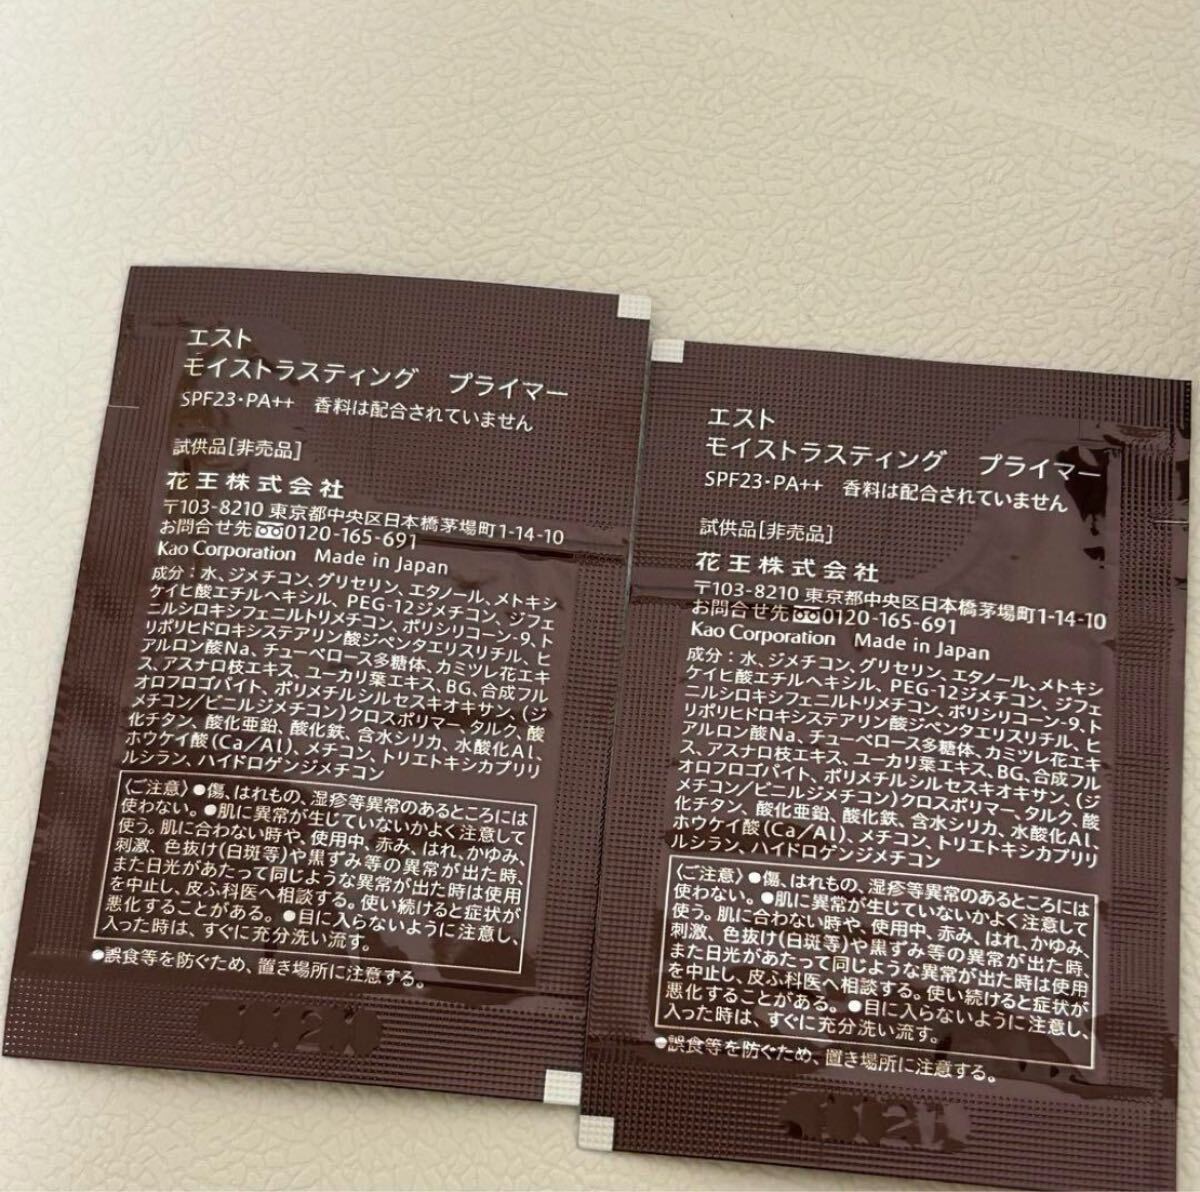 エスト
モイストラスティング プライマー
SPF23・PA++ 香料は配合されていません
試供品[非売品]
花王株式会社
〒103-8210 東京都中央区日本橋茅場町1-14-10
お問合せ先 0120-165-691
Kao Corporation Made in Japan
成分：水、ジメチコン、グリセリン、エタノール、メトキシ
ケイヒ酸エチルヘキシル、PEG-12ジメチコン、ジフェ
ニルシロキシフェニルトリメチコン、ポリシリコーン-9、ト
リポリヒドロキシステアリン酸ジペンタエリスリチル、ヒ
アルロン酸Na、チューベロース多糖体、カミツレ花エキ
ス、アスナロ枝エキス、ユーカリ葉エキス、BG、合成フル
オロフロゴパイト、ポリメチルシルセスキオキサン、(ジ
メチコン/ビニルジメチコン)クロスポリマー、タルク、酸
化チタン、酸化亜鉛、酸化鉄、含水シリカ、水酸化Al、
ホウケイ酸(Ca/Al)、メチコン、トリエトキシカプリリ
ルシラン、ハイドロゲンジメチコン
〈ご注意〉●傷、はれもの、湿疹等異常のあるところには
使わない。●肌に異常が生じていないかよく注意して
使う。肌に合わない時や、使用中、赤み、はれ、かゆみ、
刺激、色抜け(白斑等)や黒ずみ等の異常が出た時、
また日光があたって同じような異常が出た時は使用
を中止し、皮ふ科医へ相談する。使い続けると症状が
悪化することがある。●目に入らないように注意し、
入った時は、すぐに充分洗い流す。
●誤食等を防ぐため、置き場所に注意する。
エスト
モイストラスティング プライマー
SPF23・PA++ 香料は配合されていません
試供品[非売品]
花王株式会社
〒103-8210 東京都中央区日本橋茅場町1-14-10
お問合せ先 0120-165-691
Kao Corporation Made in Japan
成分：水、ジメチコン、グリセリン、エタノール、メトキシ
ケイヒ酸エチルヘキシル、PEG-12ジメチコン、ジフェ
ニルシロキシフェニルトリメチコン、ポリシリコーン-9、ト
リポリヒドロキシステアリン酸ジペンタエリスリチル、ヒ
アルロン酸Na、チューベロース多糖体、カミツレ花エキ
ス、アスナロ枝エキス、ユーカリ葉エキス、BG、合成フル
オロフロゴパイト、ポリメチルシルセスキオキサン、(ジ
メチコン/ビニルジメチコン)クロスポリマー、タルク、酸
化チタン、酸化亜鉛、酸化鉄、含水シリカ、水酸化Al、
ホウケイ酸(Ca/Al)、メチコン、トリエトキシカプリリ
ルシラン、ハイドロゲンジメチコン
〈ご注意〉●傷、はれもの、湿疹等異常のあるところには
使わない。●肌に異常が生じていないかよく注意して
使う。肌に合わない時や、使用中、赤み、はれ、かゆみ、
刺激、色抜け(白斑等)や黒ずみ等の異常が出た時、
また日光があたって同じような異常が出た時は使用
を中止し、皮ふ科医へ相談する。使い続けると症状が
悪化することがある。●目に入らないように注意し、
入った時は、すぐに充分洗い流す。
●誤食等を防ぐため、置き場所に注意する。